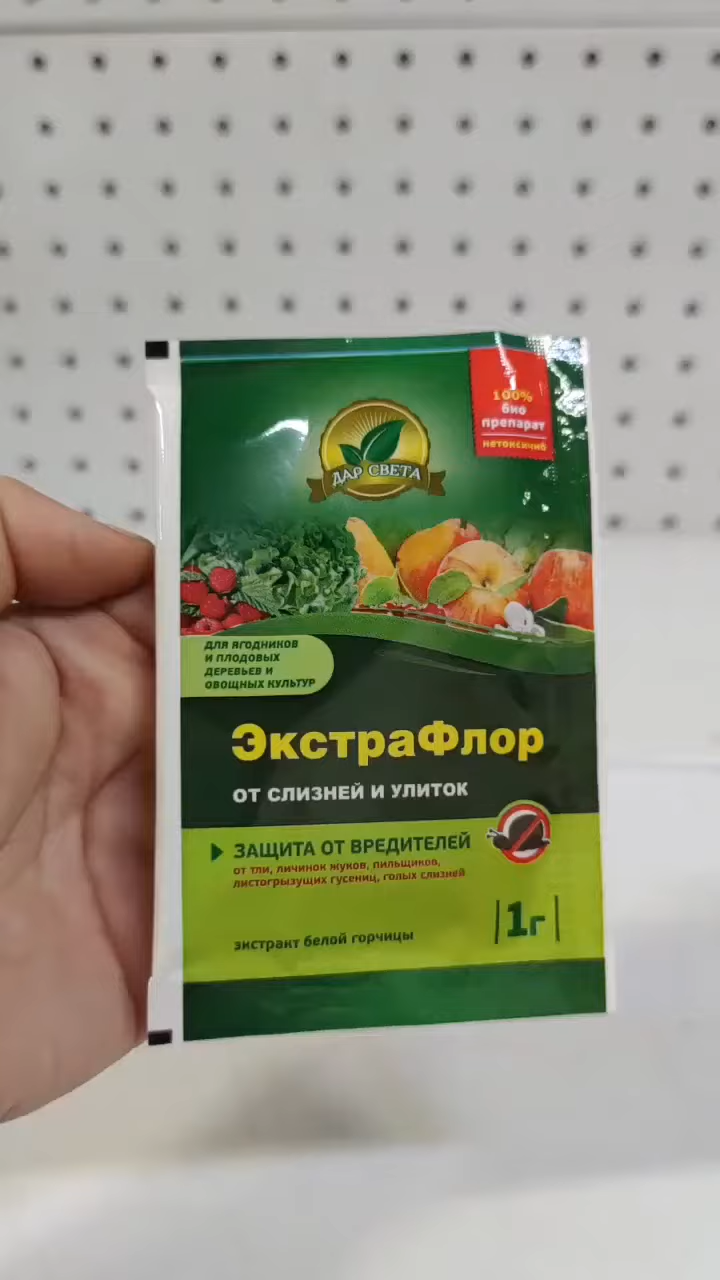 100%
био
препарат
нетоксичнo
ДАР СВЕТА
ДЛЯ ЯГОДНИКОВ
И ПЛОДОВЫХ
ДЕРЕВЬЕВ И
ОВОЩНЫХ КУЛЬТУР
ЭкстраФлор
ОТ СЛИЗНЕЙ И УЛИТОК
ЗАЩИТА ОТ ВРЕДИТЕЛЕЙ
от тли, личинок жуков, пильщиков,
листогрызущих гусениц, голых слизней
1г
экстракт белой горчицы